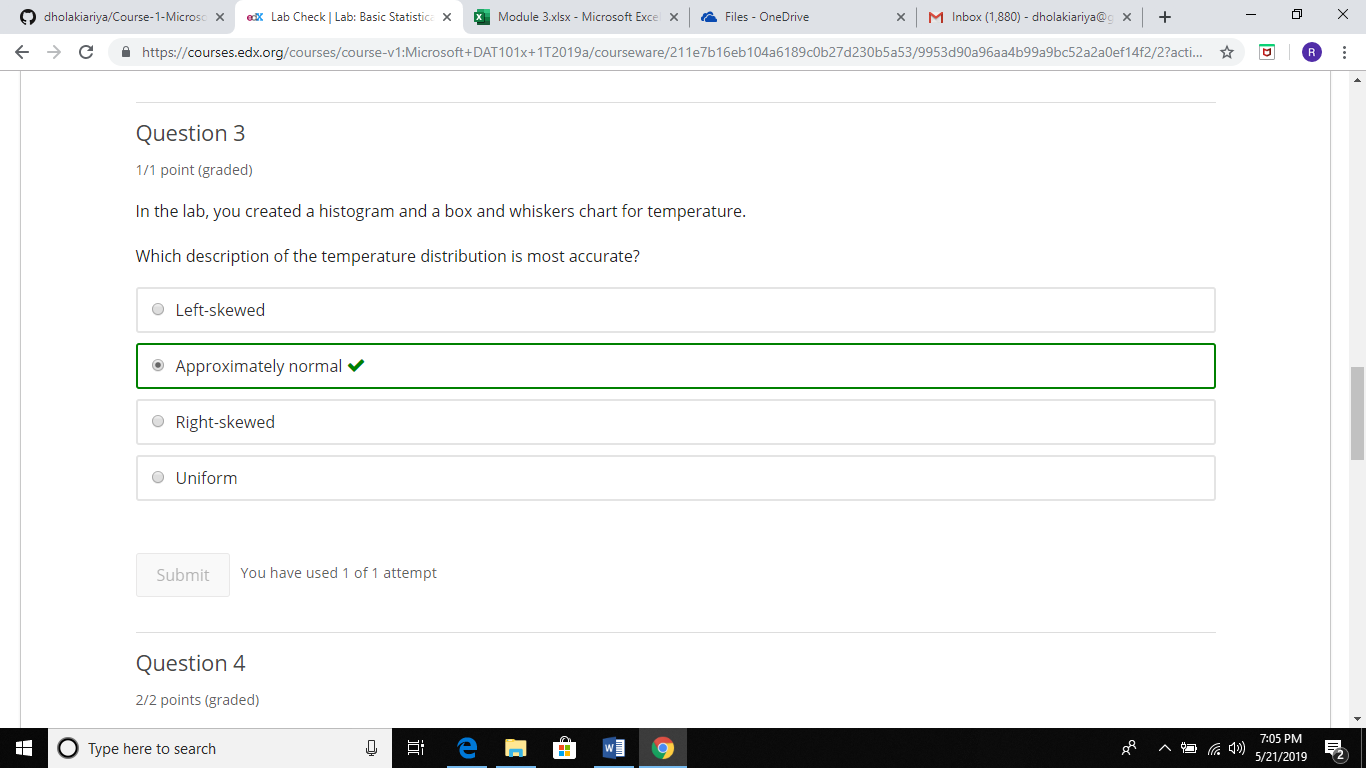 dholakiariya/Course-1-Microso
edX Lab Check | Lab: Basic Statistica
Module 3.xlsx - Microsoft Exce
Files - OneDrive
Inbox (1,880) - dholakiariya@g
https://courses.edx.org/courses/course-v1:Microsoft+DAT101x+1T2019a/courseware/211e7b16eb104a6189c0b27d230b5a53/9953d90a96aa4b99a9bc52a2a0ef14f2/2?acti...
R
Question 3
1/1 point (graded)
In the lab, you created a histogram and a box and whiskers chart for temperature.
Which description of the temperature distribution is most accurate?
Left-skewed
Approximately normal
Right-skewed
Uniform
Submit
You have used 1 of 1 attempt
Question 4
2/2 points (graded)
Type here to search
7:05 PM
5/21/2019
2